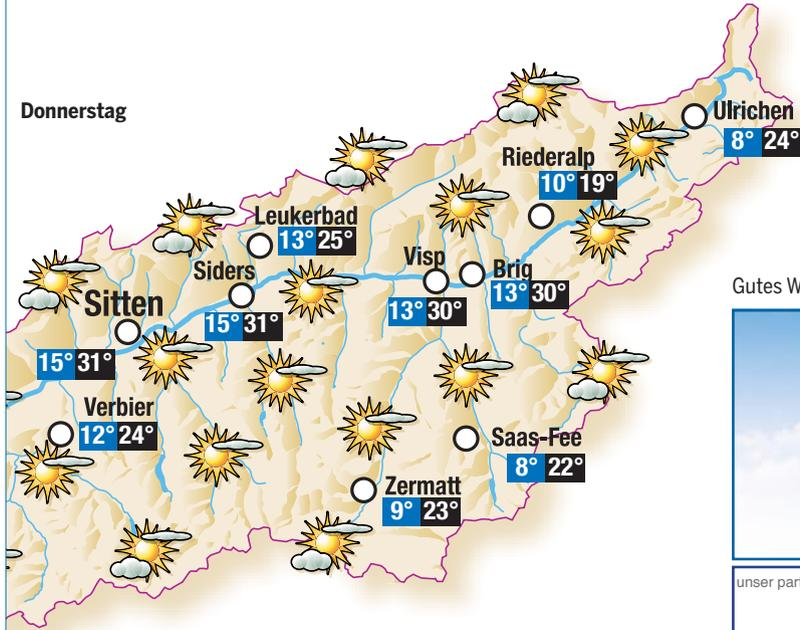 Donnerstag
Ulrichen
8° 24°
Riederalp
10° 19°
Leukerbad
13° 25°
Siders
15° 31°
Visp
13° 30°
Brig
13° 30°
Sitten
15° 31°
Gutes W
Verbier
12° 24°
Saas-Fee
8° 22°
Zermatt
9° 23°
unser par